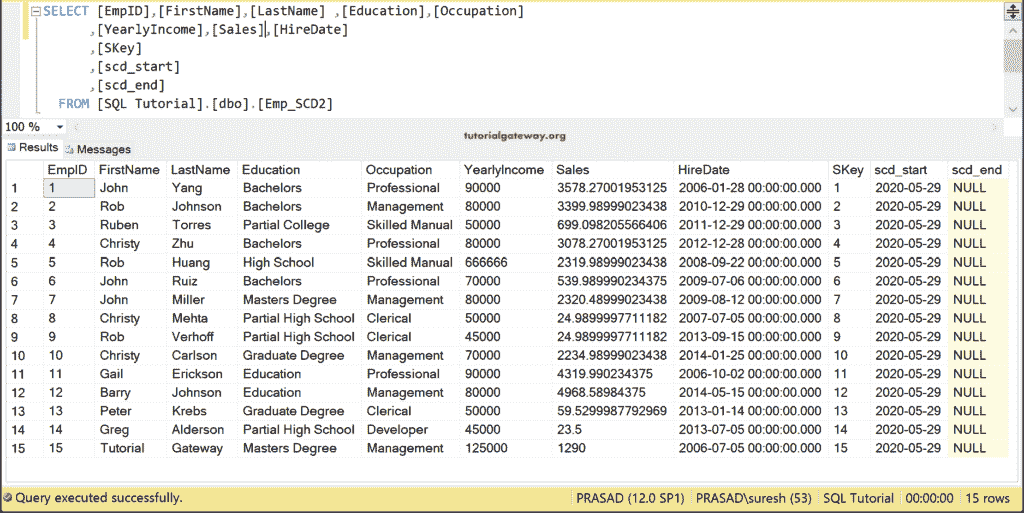 SELECT [EmpID],[FirstName],[LastName] ,[Education],[Occupation]
,[YearlyIncome],[Sales],[HireDate]
,[SKey]
,[scd_start]
,[scd_end]
FROM [SQL Tutorial].[dbo].[Emp_SCD2]
100 %
tutorialgateway.org
Results Messages
EmpID FirstName LastName Education Occupation YearlyIncome Sales HireDate SKey scd_start scd_end
1 1 John Yang Bachelors Professional 90000 3578.27001953125 2006-01-28 00:00:00.000 1 2020-05-29 NULL
2 2 Rob Johnson Bachelors Management 80000 3399.98999023438 2010-12-29 00:00:00.000 2 2020-05-29 NULL
3 3 Ruben Torres Partial College Skilled Manual 50000 699.098205566406 2011-12-29 00:00:00.000 3 2020-05-29 NULL
4 4 Christy Zhu Bachelors Professional 80000 3078.27001953125 2012-12-28 00:00:00.000 4 2020-05-29 NULL
5 5 Rob Huang High School Skilled Manual 666666 2319.98999023438 2008-09-22 00:00:00.000 5 2020-05-29 NULL
6 6 John Ruiz Bachelors Professional 70000 539.989990234375 2009-07-06 00:00:00.000 6 2020-05-29 NULL
7 7 John Miller Masters Degree Management 80000 2320.48999023438 2009-08-12 00:00:00.000 7 2020-05-29 NULL
8 8 Christy Mehta Partial High School Clerical 50000 24.9899997711182 2007-07-05 00:00:00.000 8 2020-05-29 NULL
9 9 Rob Verhoff Partial High School Clerical 45000 24.9899997711182 2013-09-15 00:00:00.000 9 2020-05-29 NULL
10 10 Christy Carlson Graduate Degree Management 70000 2234.98999023438 2014-01-25 00:00:00.000 10 2020-05-29 NULL
11 11 Gail Erickson Education Professional 90000 4319.990234375 2006-10-02 00:00:00.000 11 2020-05-29 NULL
12 12 Barry Johnson Education Management 80000 4968.58984375 2014-05-15 00:00:00.000 12 2020-05-29 NULL
13 13 Peter Krebs Graduate Degree Clerical 50000 59.5299987792969 2013-01-14 00:00:00.000 13 2020-05-29 NULL
14 14 Greg Alderson Partial High School Developer 45000 23.5 2013-07-05 00:00:00.000 14 2020-05-29 NULL
15 15 Tutorial Gateway Masters Degree Management 125000 1290 2006-07-05 00:00:00.000 15 2020-05-29 NULL
Query executed successfully. PRASAD (12.0 SP1) PRASAD\suresh (53) SQL Tutorial 00:00:00 15 rows